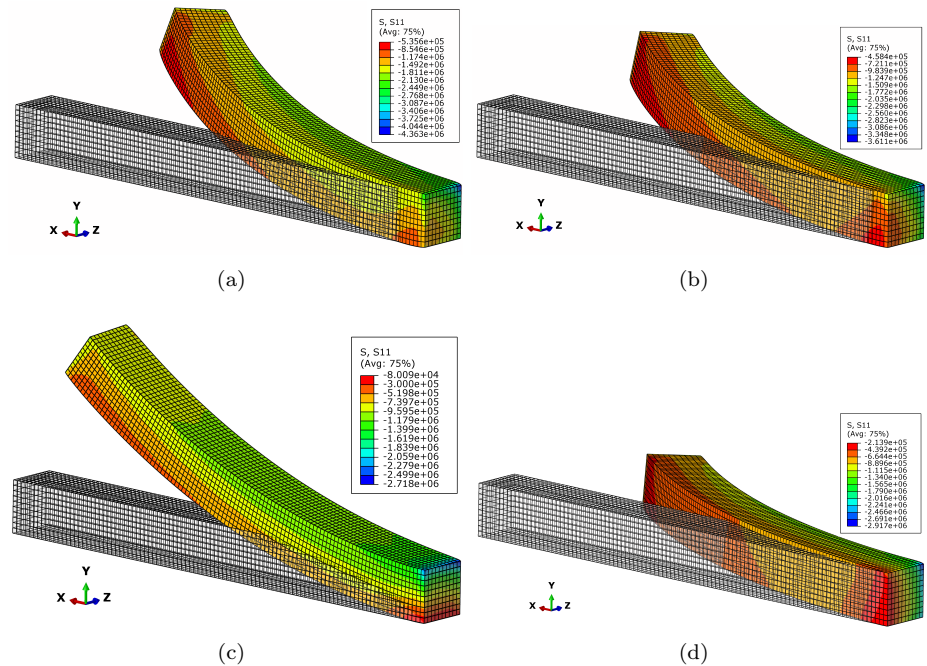 S, S11
(Avg: 75%)
-5.356e+05
-8.546e+05
-1.174e+06
-1.492e+06
-1.811e+06
-2.130e+06
-2.449e+06
-2.768e+06
-3.087e+06
-3.406e+06
-3.725e+06
-4.044e+06
-4.363e+06
Y
X Z
(a)
S, S11
(Avg: 75%)
-4.584e+05
-7.211e+05
-9.839e+05
-1.247e+06
-1.509e+06
-1.772e+06
-2.035e+06
-2.298e+06
-2.560e+06
-2.823e+06
-3.086e+06
-3.348e+06
-3.611e+06
Y
X Z
(b)
S, S11
(Avg: 75%)
-8.009e+04
-3.000e+05
-5.198e+05
-7.397e+05
-9.595e+05
-1.179e+06
-1.399e+06
-1.619e+06
-1.839e+06
-2.059e+06
-2.279e+06
-2.499e+06
-2.718e+06
Y
X Z
(c)
S, S11
(Avg: 75%)
-2.139e+05
-4.392e+05
-6.644e+05
-8.896e+05
-1.115e+06
-1.340e+06
-1.565e+06
-1.790e+06
-2.016e+06
-2.241e+06
-2.466e+06
-2.691e+06
-2.917e+06
Y
X Z
(d)